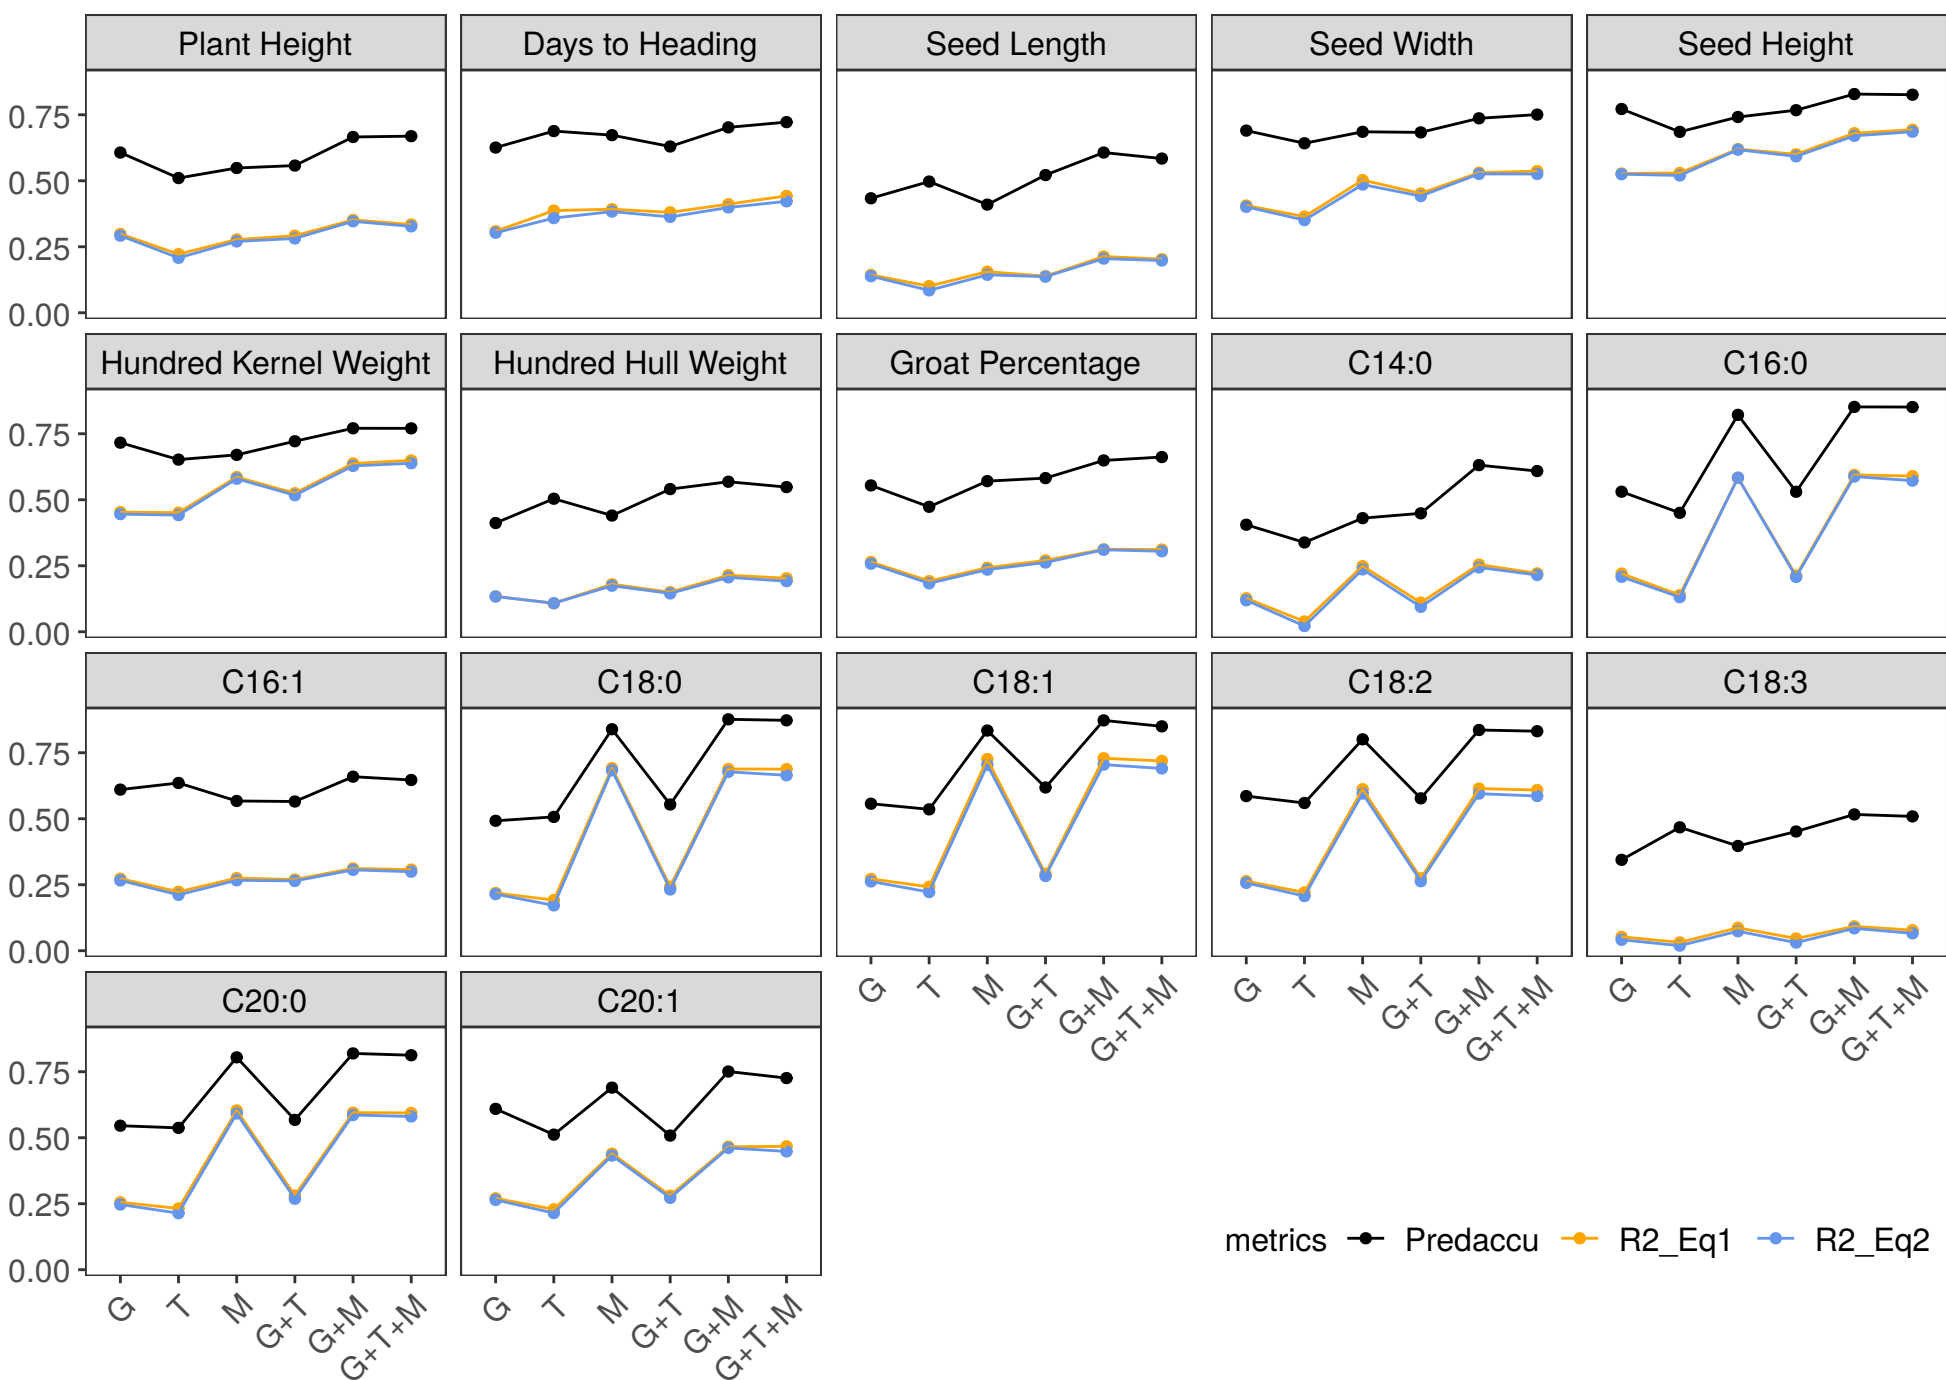 Plant Height Days to Heading Seed Length Seed Width Seed Height
0.75
0.50
0.25
0.00
Hundred Kernel Weight Hundred Hull Weight Groat Percentage C14:0 C16:0
0.75
0.50
0.25
0.00
C16:1 C18:0 C18:1 C18:2 C18:3
0.75
0.50
0.25
0.00
G T M G+T G+M G+T+M G T M G+T G+M G+T+M G T M G+T G+M G+T+M
C20:0 C20:1
0.75
0.50
0.25
0.00
metrics Predaccu R2_Eq1 R2_Eq2
G T M G+T G+M G+T+M G T M G+T G+M G+T+M